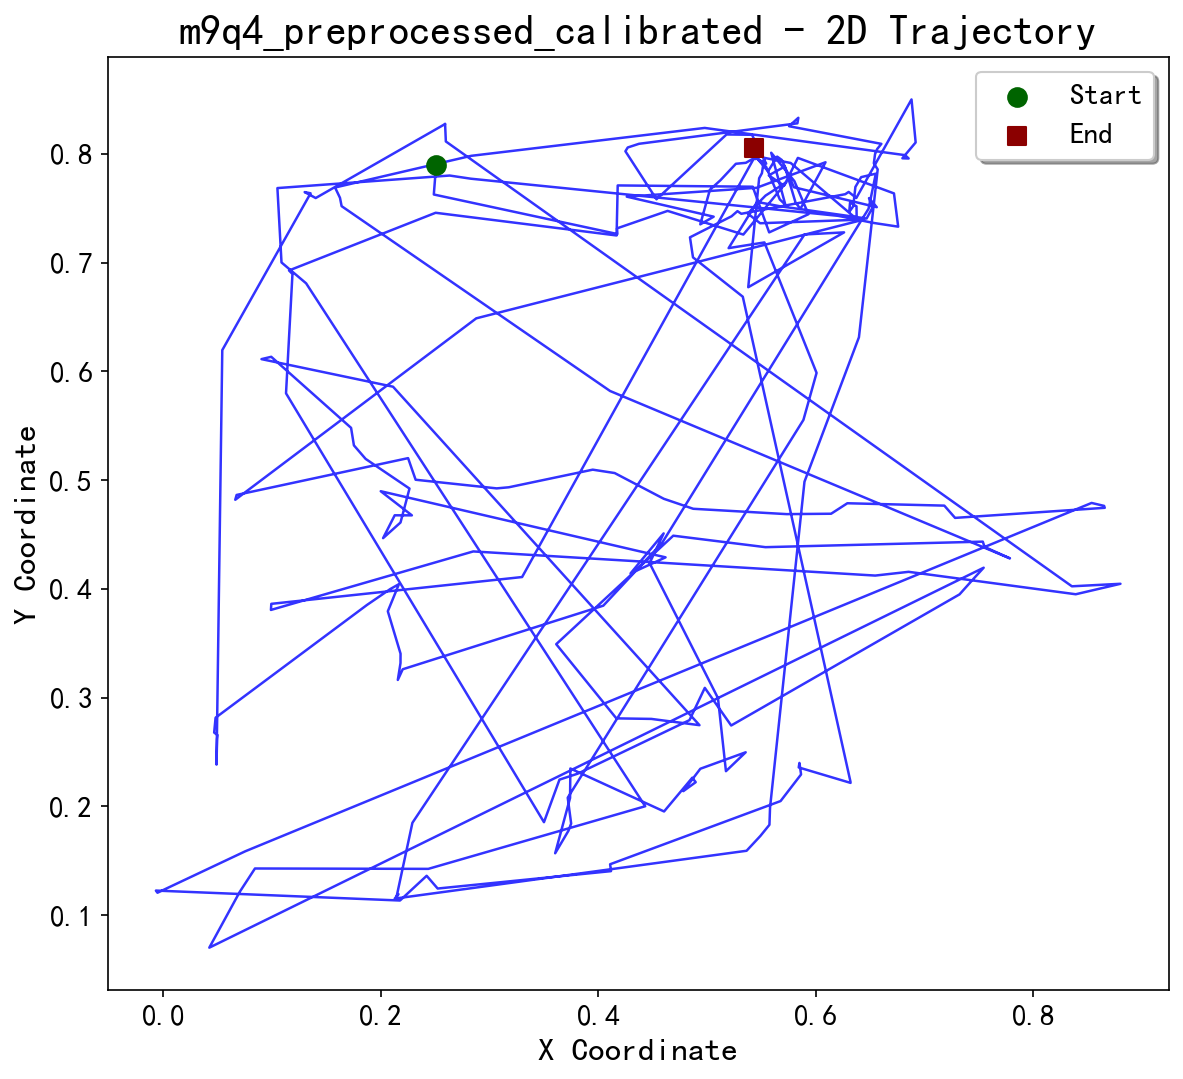 m9q4_preprocessed_calibrated - 2D Trajectory
Start
End
Y Coordinate
0.8
0.7
0.6
0.5
0.4
0.3
0.2
0.1
0.0 0.2 0.4 0.6 0.8
X Coordinate